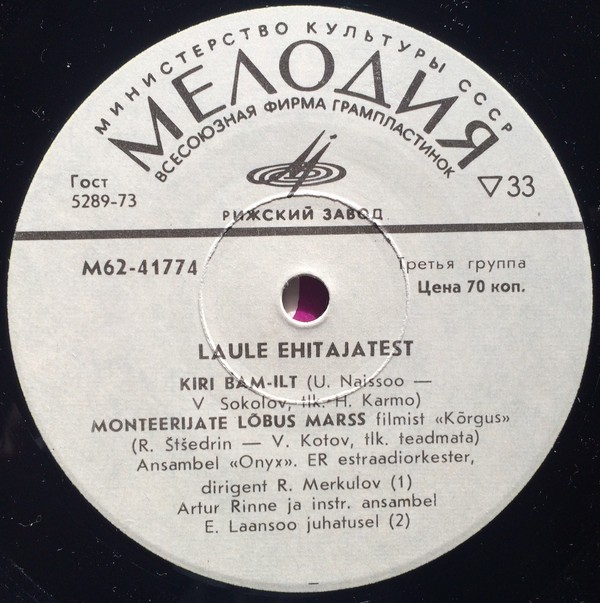 МИНИСТЕРСТВО КУЛЬТУРЫ СССР
МЕЛОДИЯ
ВСЕСОЮЗНАЯ ФИРМА ГРАМПЛАСТИНОК
Гост
5289-73
▽33
РИЖСКИЙ ЗАВОД
М62-41774
Третья группа
Цена 70 коп.
LAULE EHITAJATEST
KIRI BAM-ILT (U. Naissoo —
V Sokolov, tlk. H. Karmo)
MONTEERIJATE LÕBUS MARSS filmist «Kõrgus»
(R. Štšedrin — V. Kotov, tlk. teadmata)
Ansambel «Onyx». ER estraadiorkester,
dirigent R. Merkulov (1)
Artur Rinne ja instr. ansambel
E. Laansoo juhatusel (2)